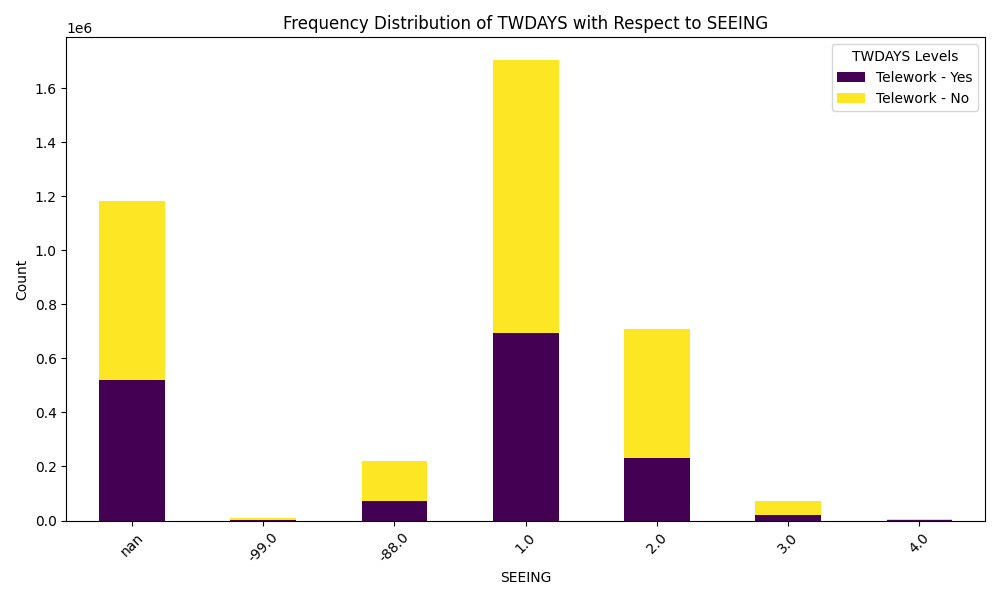 Frequency Distribution of TWDAYS with Respect to SEEING
1e6
TWDAYS Levels
Telework - Yes
Telework - No
1.6
1.4
1.2
1.0
0.8
0.6
0.4
0.2
0.0
Count
nan
-99.0
-88.0
1.0
2.0
3.0
4.0
SEEING